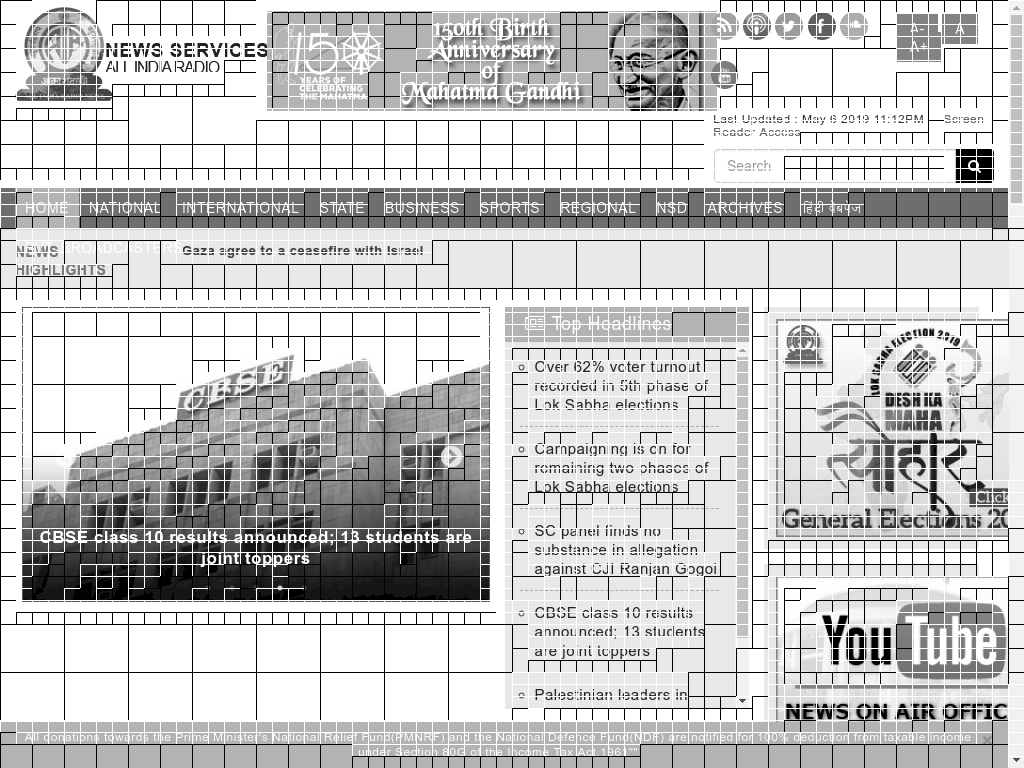 NEWS SERVICES
ALL INDIA RADIO
150
YEARS OF
CELEBRATING
THE MAHATMA
150th Birth
Anniversary
of
Mahatma Gandhi
A- A
A+
Last Updated : May 6 2019 11:12PM Screen
Reader Access
Search
HOME NATIONAL INTERNATIONAL STATE BUSINESS SPORTS REGIONAL NSD ARCHIVES हिंदी वेबपेज
BROADCASTERS
NEWS
HIGHLIGHTS
Gaza agree to a ceasefire with Israel
CBSE
CBSE class 10 results announced; 13 students are
joint toppers
Top Headlines
Over 62% voter turnout
recorded in 5th phase of
Lok Sabha elections
Campaigning is on for
remaining two phases of
Lok Sabha elections
SC panel finds no
substance in allegation
against CJI Ranjan Gogoi
CBSE class 10 results
announced; 13 students
are joint toppers
Palestinian leaders in
LOK SABHA ELECTION 2019
DESH KA
MAHA
Click
General Elections 20
YouTube
NEWS ON AIR OFFIC
All donations towards the Prime Minister's National Relief Fund(PMNRF) and the National Defence Fund(NDF) are notified for 100% deduction from taxable income
under Section 80G of the Income Tax Act,1961""